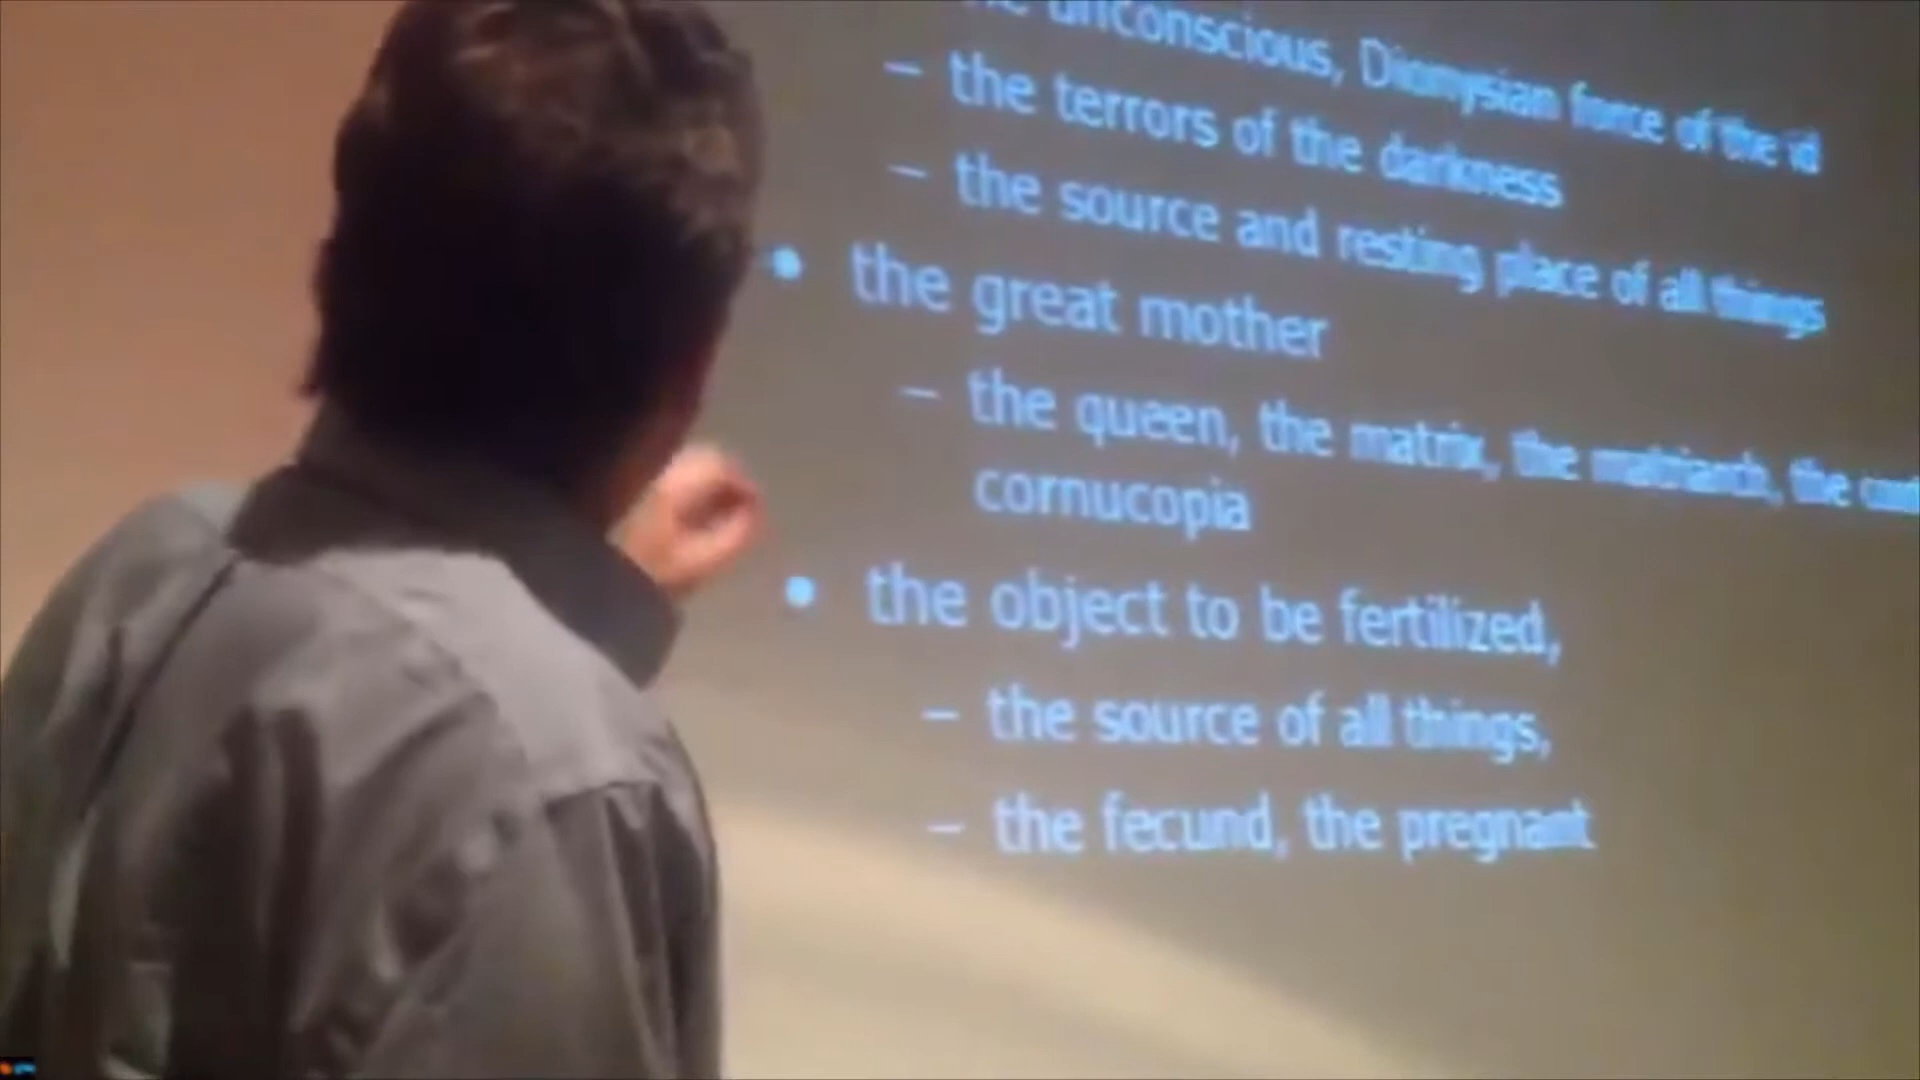 unconscious, Dionysian force of the id
– the terrors of the darkness
– the source and resting place of all things
• the great mother
– the queen, the matrix, the matriarch, the
cornucopia
• the object to be fertilized,
– the source of all things,
– the fecund, the pregnant